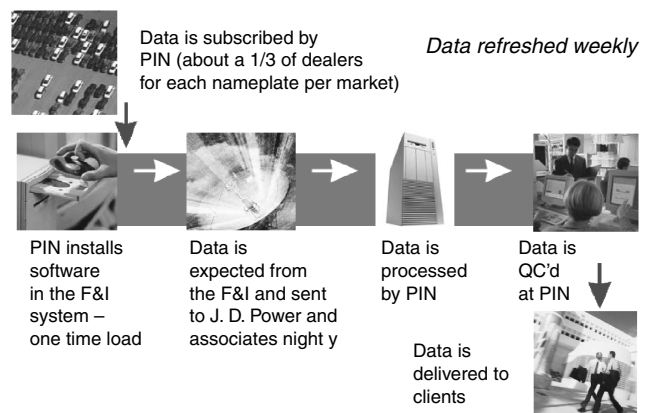 Data is subscribed by
PIN (about a 1/3 of dealers
for each nameplate per market)
Data refreshed weekly
PIN installs
software
in the F&I
system –
one time load
Data is
expected from
the F&I and sent
to J. D. Power and
associates night y
Data is
processed
by PIN
Data is
QC'd
at PIN
Data is
delivered to
clients